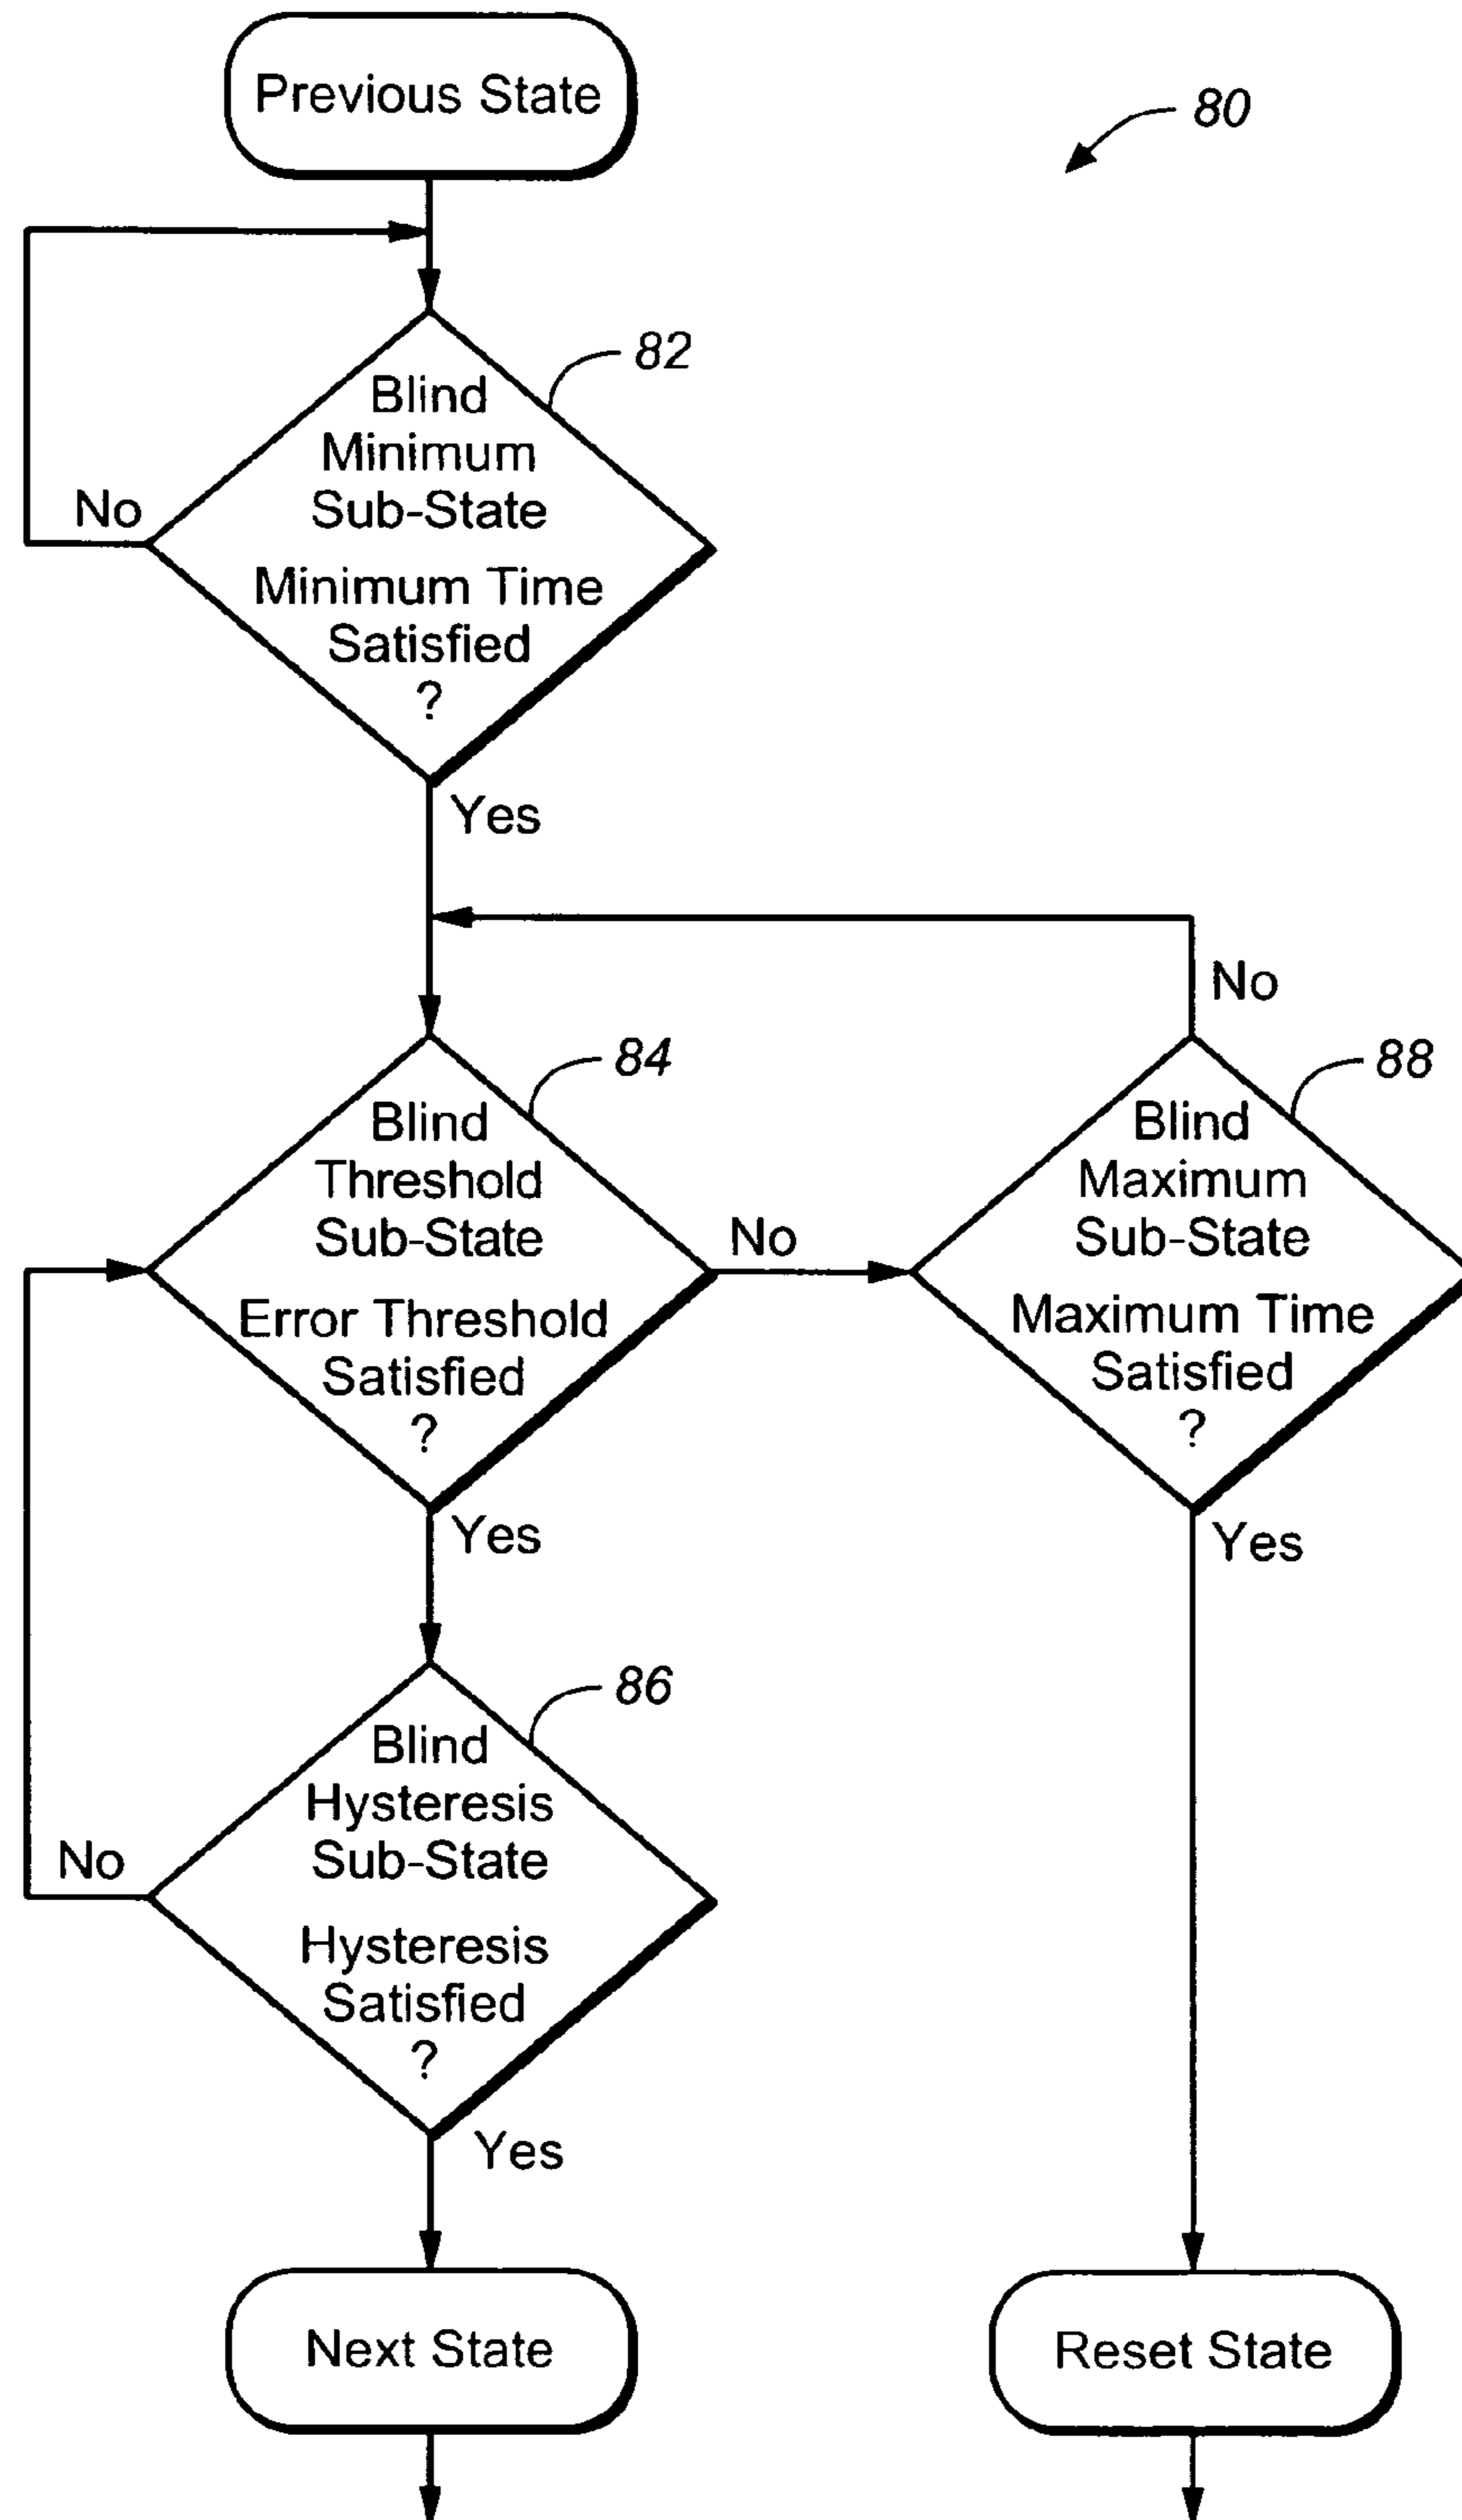 Previous State
80
82
Blind
Minimum
Sub-State
Minimum Time
Satisfied
?
No
Yes
No
84
88
Blind
Threshold
Sub-State
Error Threshold
Satisfied
?
No
Blind
Maximum
Sub-State
Maximum Time
Satisfied
?
Yes
Yes
86
Blind
Hysteresis
Sub-State
Hysteresis
Satisfied
?
No
Yes
Next State
Reset State